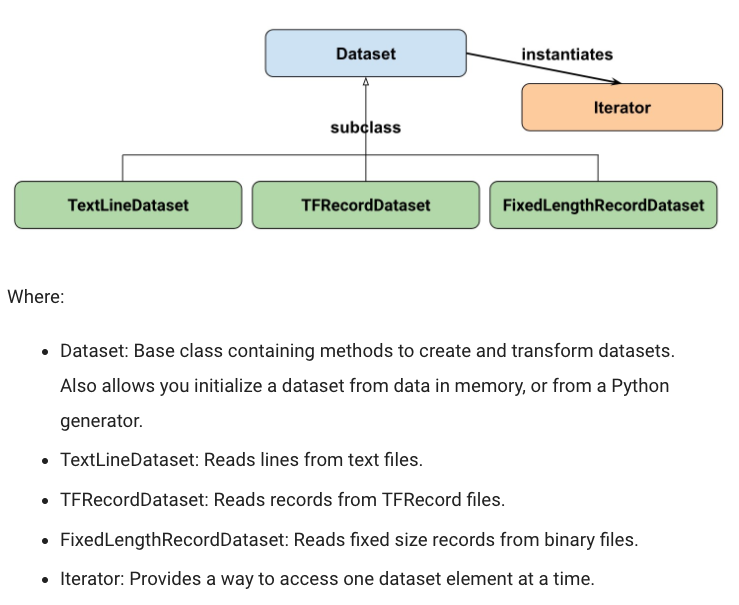 Dataset
instantiates
Iterator
subclass
TextLineDataset
TFRecordDataset
FixedLengthRecordDataset
Where:
• Dataset: Base class containing methods to create and transform datasets.
Also allows you initialize a dataset from data in memory, or from a Python
generator.
• TextLineDataset: Reads lines from text files.
• TFRecordDataset: Reads records from TFRecord files.
• FixedLengthRecordDataset: Reads fixed size records from binary files.
• Iterator: Provides a way to access one dataset element at a time.